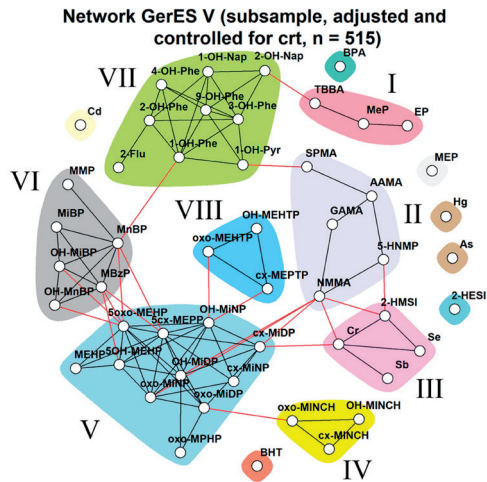 Network GerES V (subsample, adjusted and
controlled for crt, n = 515)
1-OH-Nap
2-OH-Nap
BPA
VII
4-OH-Phe
I
TBBA
9-OH-Phe
MeP
EP
Cd
2-OH-Phe
3-OH-Phe
1-OH-Phe
2-Flu
1-OH-Pyr
SPMA
MEP
VI
MMP
AAMA
VIII
II
MiBP
OH-MEHTP
GAMA
Hg
MnBP
oxo-MEHTP
OH-MiBP
5-HNMP
As
MBzP
cx-MEPTP
OH-MnBP
NMMA
5oxo-MEHP
5cx-MEPP
OH-MiNP
2-HMSI
2-HESI
cx-MiDP
Cr
Se
MEHP
5OH-MEHP
OH-MiDP
cx-MiNP
Sb
III
oxo-MiNP
oxo-MiDP
V
oxo-MINCH
OH-MINCH
oxo-MPHP
cx-MINCH
BHT
IV